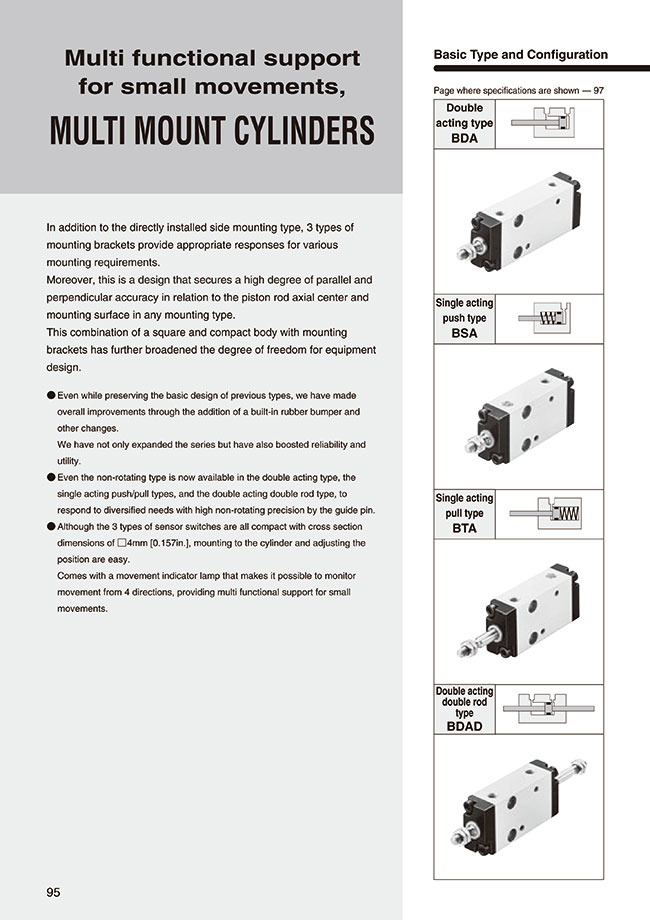 Multi functional support
for small movements,
MULTI MOUNT CYLINDERS
In addition to the directly installed side mounting type, 3 types of
mounting brackets provide appropriate responses for various
mounting requirements.
Moreover, this is a design that secures a high degree of parallel and
perpendicular accuracy in relation to the piston rod axial center and
mounting surface in any mounting type.
This combination of a square and compact body with mounting
brackets has further broadened the degree of freedom for equipment
design.
● Even while preserving the basic design of previous types, we have made
overall improvements through the addition of a built-in rubber bumper and
other changes.
We have not only expanded the series but have also boosted reliability and
utility.
● Even the non-rotating type is now available in the double acting type, the
single acting push/pull types, and the double acting double rod type, to
respond to diversified needs with high non-rotating precision by the guide pin.
● Although the 3 types of sensor switches are all compact with cross section
dimensions of □4mm [0.157in.], mounting to the cylinder and adjusting the
position are easy.
Comes with a movement indicator lamp that makes it possible to monitor
movement from 4 directions, providing multi functional support for small
movements.
95
Basic Type and Configuration
Page where specifications are shown — 97
Double
acting type
BDA
Single acting
push type
BSA
Single acting
pull type
BTA
Double acting
double rod
type
BDAD